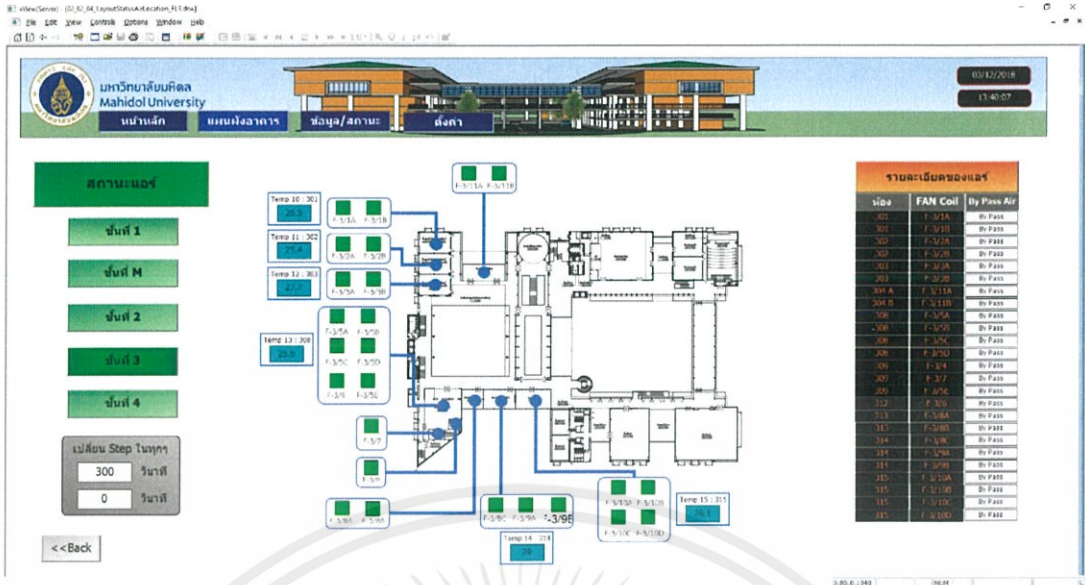 eView(Server) - [02_02_04_LayoutStatusAirLocation_FL3.dnx]
File Edit View Controls Options Window Help
มหาวิทยาลัยมหิดล
Mahidol University
03/12/2018
13:40:07
หน้าหลัก แผนผังอาคาร ข้อมูล/สถานะ ตั้งค่า
สถานะแอร์
ชั้นที่ 1
ชั้นที่ M
ชั้นที่ 2
ชั้นที่ 3
ชั้นที่ 4
เปลี่ยน Step ในทุกๆ
300 วินาที
0 วินาที
<<Back
F-3/11A F-3/11B
Temp 10 : 301
F-3/1A F-3/1B
Temp 11 : 302
25.4
F-3/2A F-3/2B
Temp 12 : 303
27.7
F-3/3A F-3/3B
Temp 13 : 308
25.9
F-3/5A F-3/5B
F-3/5C F-3/5D
F-3/5E
F-3/7
F-3/8A
F-3/8C F-3/9A F-3/9B
Temp 14 : 314
F-3/10A F-3/10B
F-3/10C F-3/10D
Temp 15 : 315
รายละเอียดของแอร์
ห้อง FAN Coil By Pass Air
301 F-3/1A By Pass
301 F-3/1B By Pass
302 F-3/2A By Pass
302 F-3/2B By Pass
303 F-3/3A By Pass
303 F-3/3B By Pass
304 A F-3/11A By Pass
304 B F-3/11B By Pass
308 F-3/5A By Pass
308 F-3/5B By Pass
308 F-3/5C By Pass
308 F-3/5D By Pass
309 F-3/4 By Pass
309 F-3/7 By Pass
309 F-3/5E By Pass
312 F-3/6 By Pass
313 F-3/8A By Pass
313 F-3/8B By Pass
314 F-3/8C By Pass
314 F-3/9A By Pass
314 F-3/9B By Pass
315 F-3/10A By Pass
315 F-3/10B By Pass
315 F-3/10C By Pass
315 F-3/10D By Pass
NUM